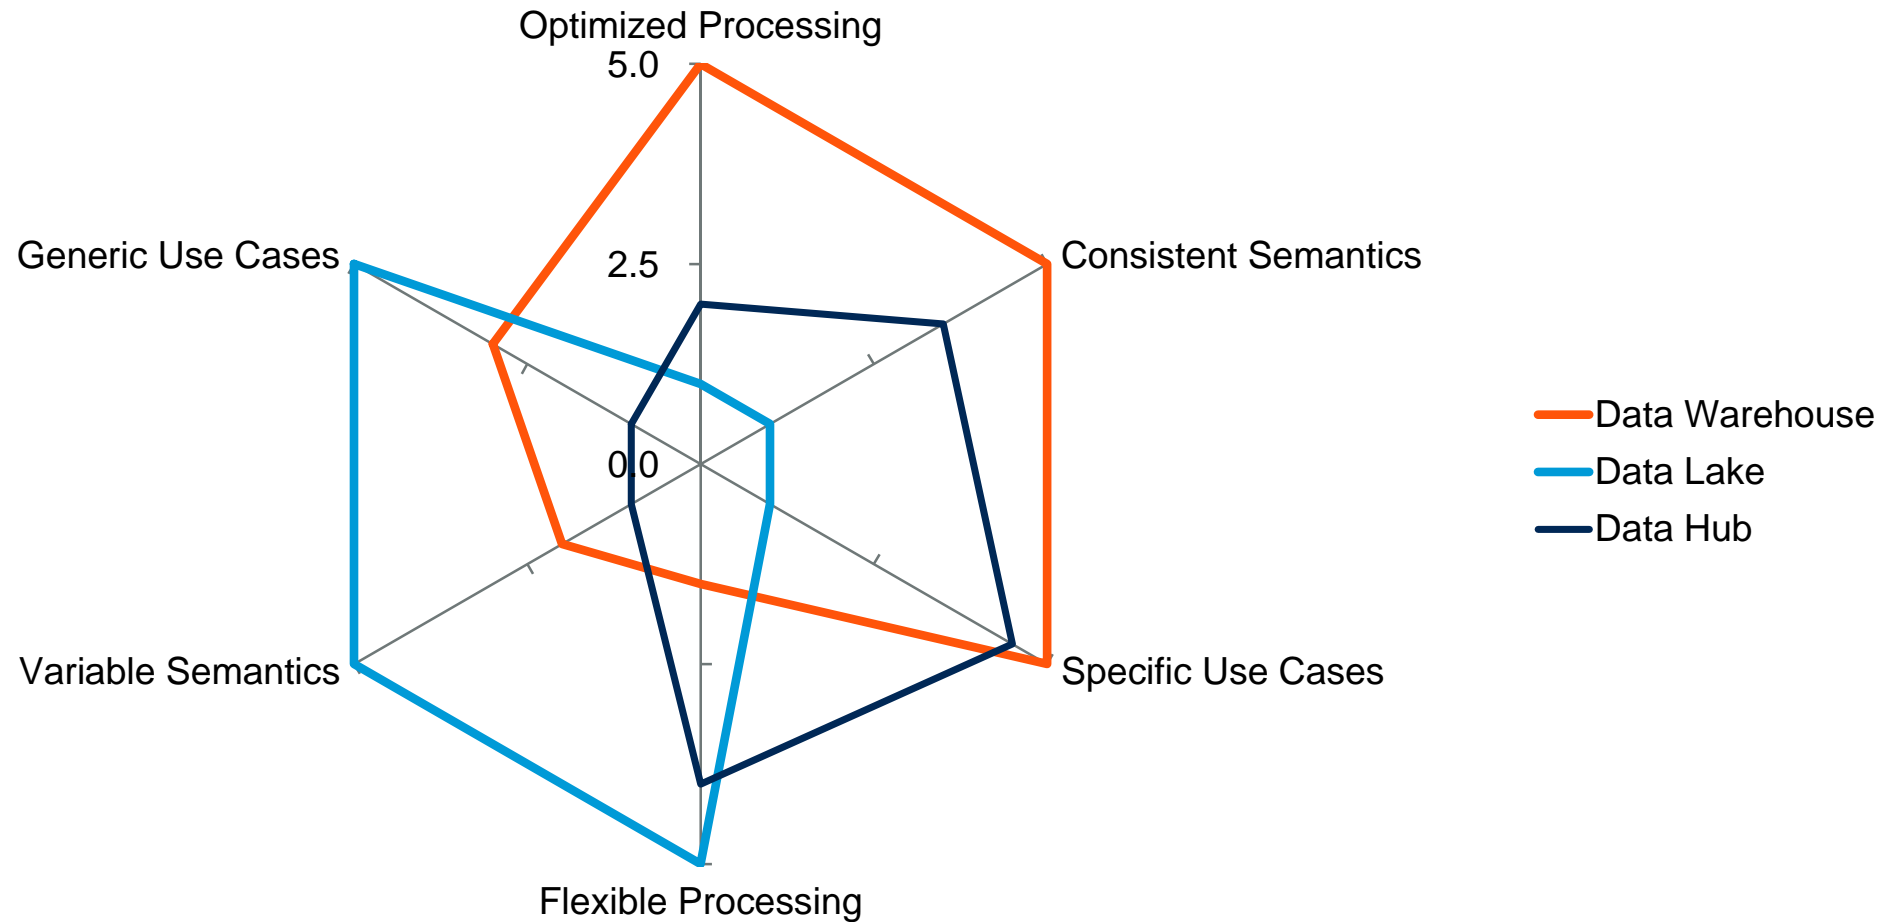 Optimized Processing
5.0
Generic Use Cases
2.5
Consistent Semantics
0.0
Variable Semantics
Specific Use Cases
Flexible Processing
Data Warehouse
Data Lake
Data Hub